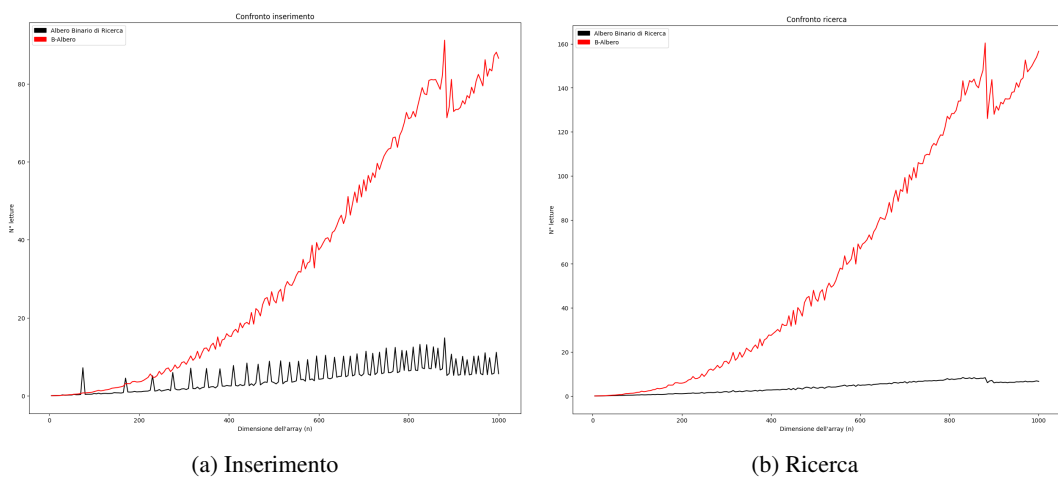 Confronto inserimento
Albero Binario di Ricerca
B-Albero
N° letture
80
60
40
20
0
0
200
400
600
800
1000
Dimensione dell'array (n)
(a) Inserimento
Confronto ricerca
Albero Binario di Ricerca
B-Albero
N° letture
160
140
120
100
80
60
40
20
0
0
200
400
600
800
1000
Dimensione dell'array (n)
(b) Ricerca